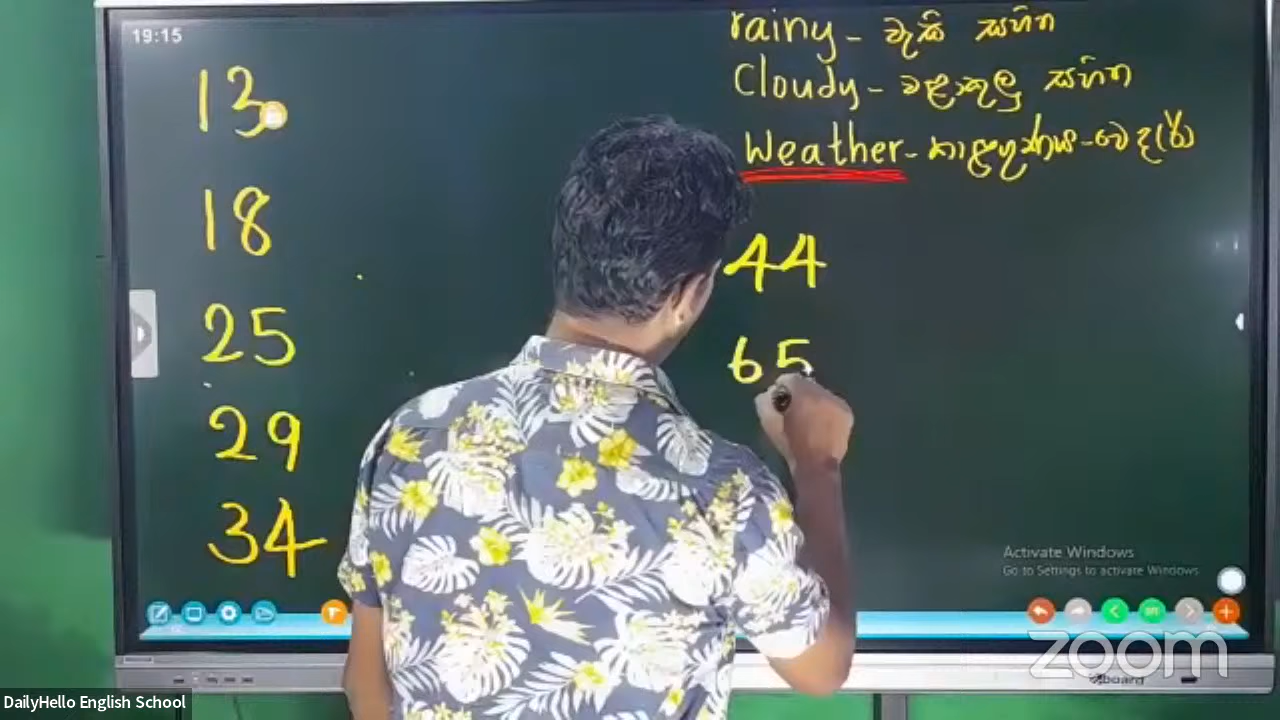 19:15
rainy - වැසි සහිත
Cloudy - වළාකුළු සහිත
Weather - කාළගුණය - වෙදර්
13
18
25
29
34
44
65
Activate Windows
Go to Settings to activate Windows.
zoom
DailyHello English School